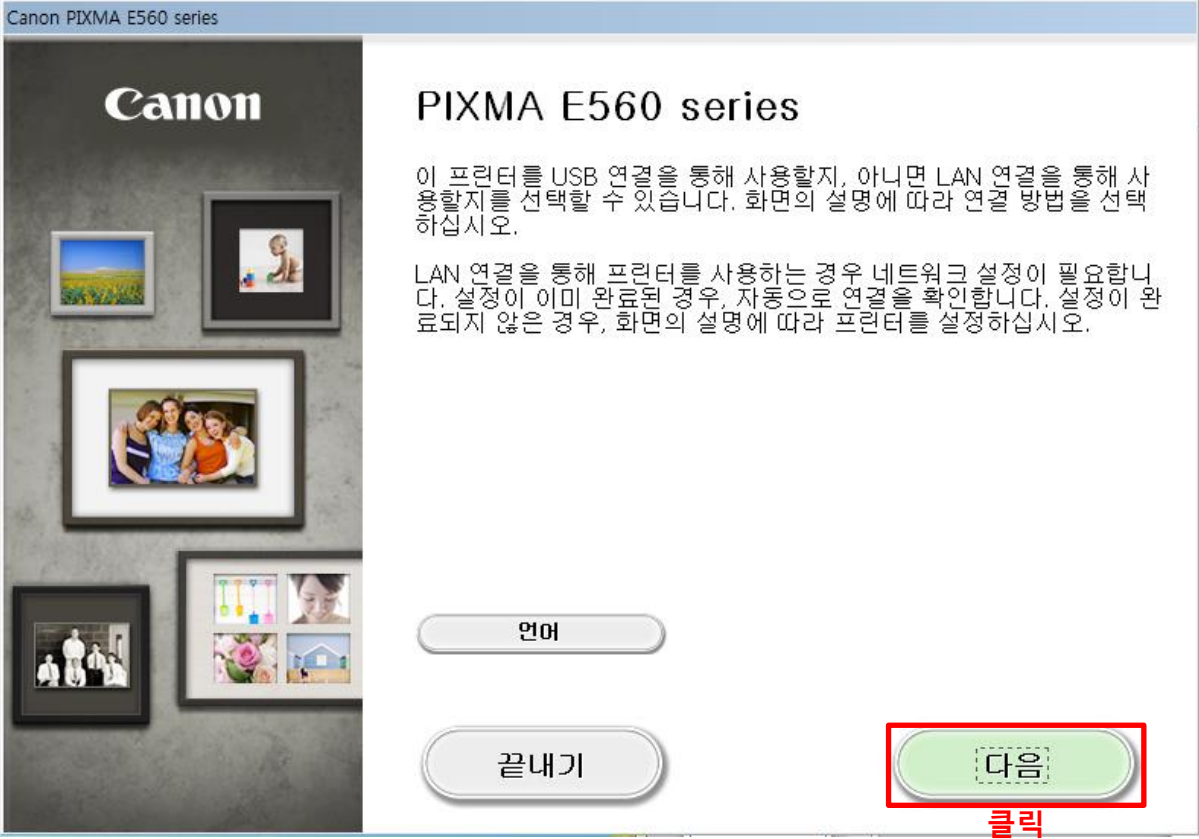 Canon PIXMA E560 series
Canon
PIXMA E560 series
이 프린터를 USB 연결을 통해 사용할지, 아니면 LAN 연결을 통해 사
용할지를 선택할 수 있습니다. 화면의 설명에 따라 연결 방법을 선택
하십시오.
LAN 연결을 통해 프린터를 사용하는 경우 네트워크 설정이 필요합니
다. 설정이 이미 완료된 경우, 자동으로 연결을 확인합니다. 설정이 완
료되지 않은 경우, 화면의 설명에 따라 프린터를 설정하십시오.
언어
끝내기
다음
클릭